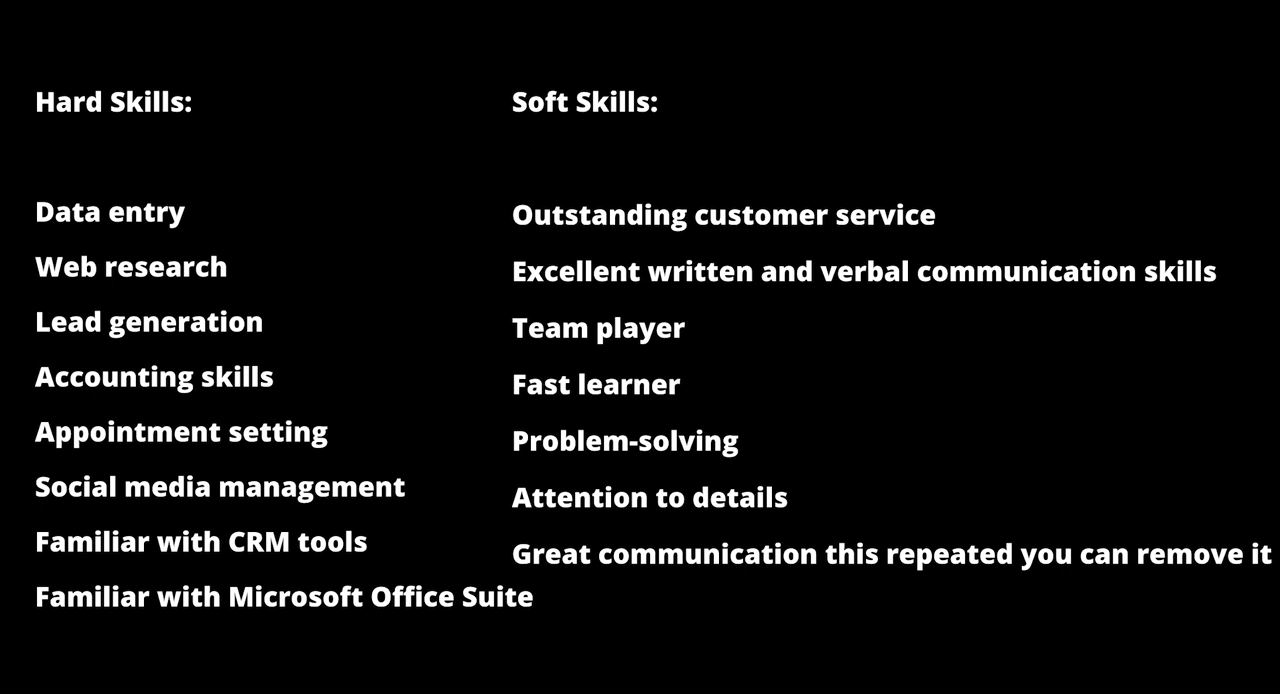 Hard Skills:
Data entry
Web research
Lead generation
Accounting skills
Appointment setting
Social media management
Familiar with CRM tools
Familiar with Microsoft Office Suite
Soft Skills:
Outstanding customer service
Excellent written and verbal communication skills
Team player
Fast learner
Problem-solving
Attention to details
Great communication this repeated you can remove it